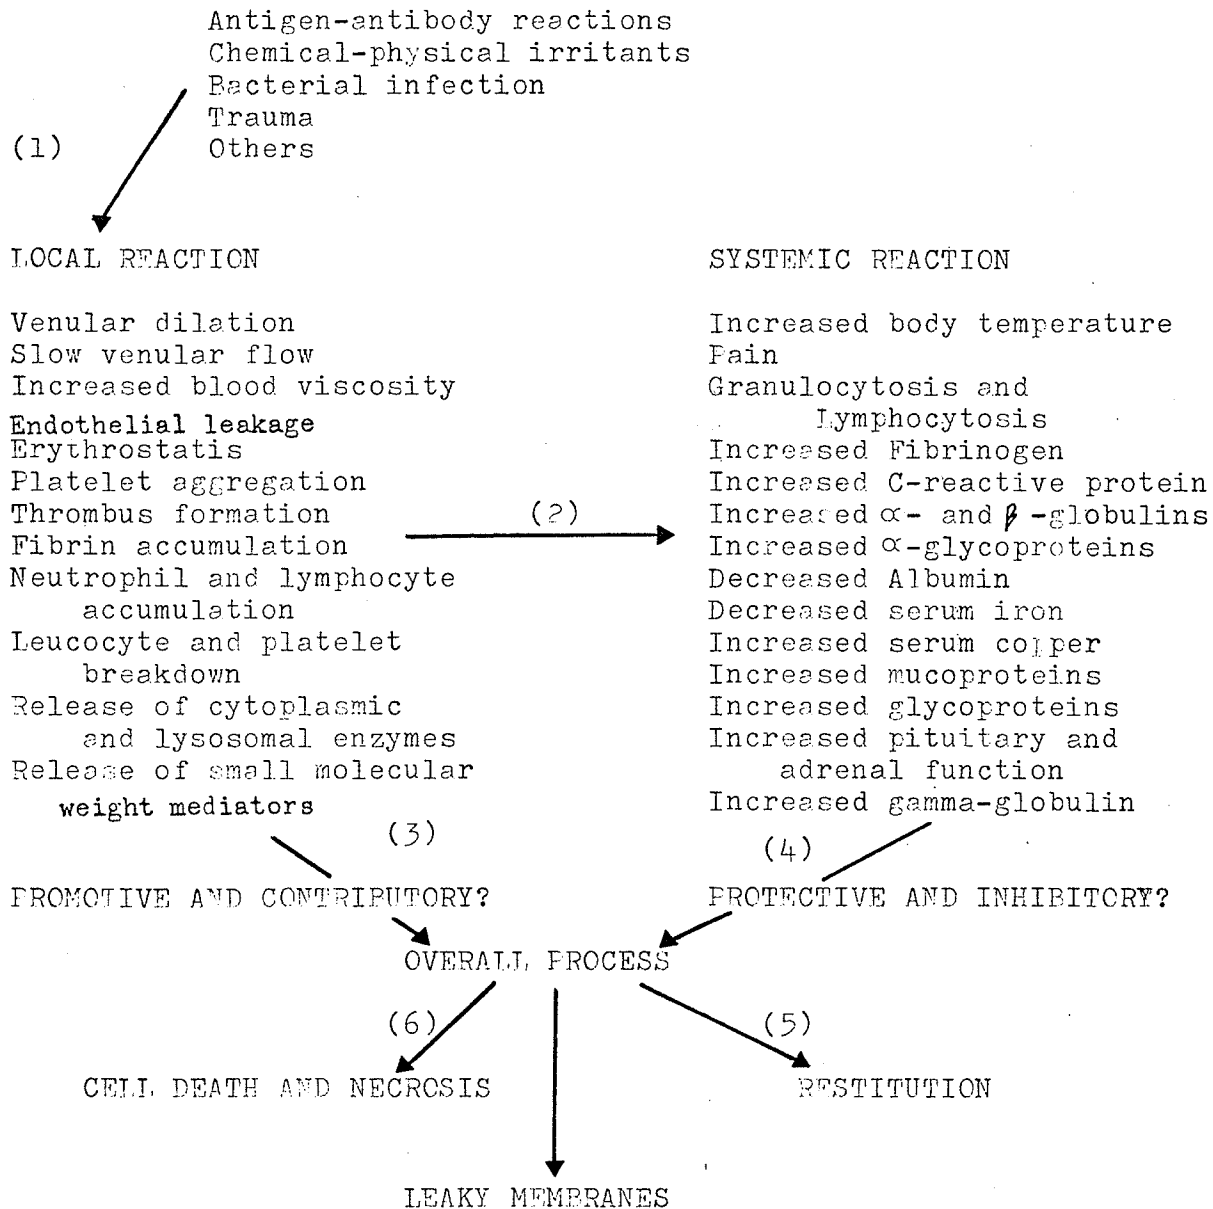 Antigen-antibody reactions
Chemical-physical irritants
Bacterial infection
Trauma
(1)
Others
LOCAL REACTION
Venular dilation
Slow venular flow
Increased blood viscosity
Endothelial leakage
Erythrostatis
Platelet aggregation
Thrombus formation
Fibrin accumulation
Neutrophil and lymphocyte
accumulation
Leucocyte and platelet
breakdown
Release of cytoplasmic
and lysosomal enzymes
Release of small molecular
weight mediators
(2)
SYSTEMIC REACTION
Increased body temperature
Pain
Granulocytosis and
Lymphocytosis
Increased Fibrinogen
Increased C-reactive protein
Increased α- and β-globulins
Increased α-glycoproteins
Decreased Albumin
Decreased serum iron
Increased serum copper
Increased mucoproteins
Increased glycoproteins
Increased pituitary and
adrenal function
Increased gamma-globulin
(3)
(4)
PROMOTIVE AND CONTRIBUTORY?
PROTECTIVE AND INHIBITORY?
OVERALL PROCESS
(6)
(5)
CELL DEATH AND NECROSIS
RESTITUTION
LEAKY MEMBRANES